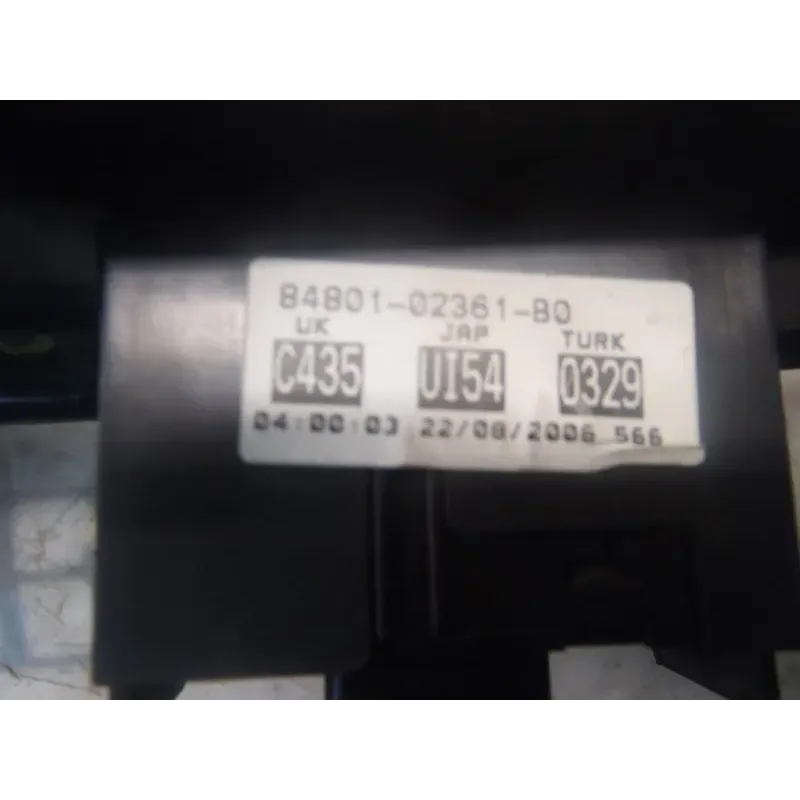 84801-02361-B0
UK JAP TURK
C435 UI54 0329
04:00:03 22/08/2006 566